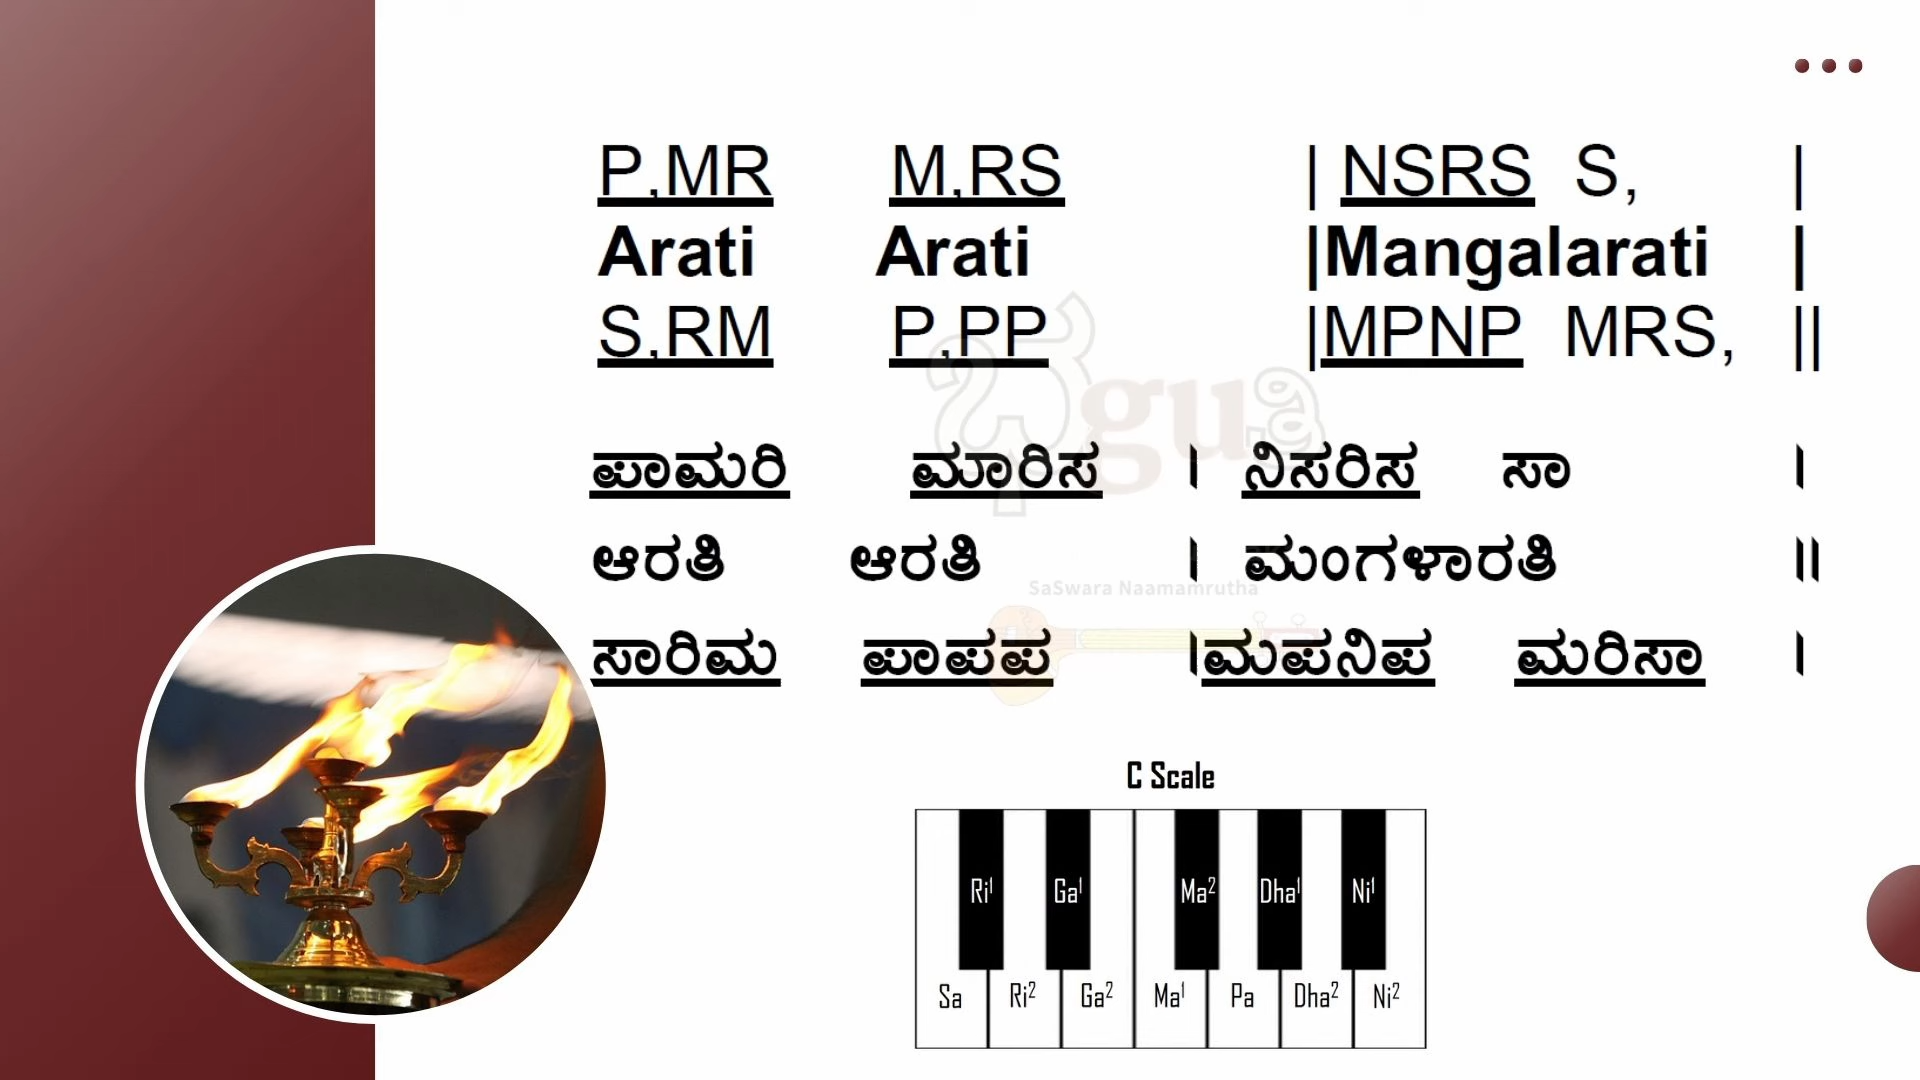 P,MR M,RS | NSRS S, |
Arati Arati |Mangalarati |
S,RM P,PP |MPNP MRS, ||
ಪಾಮರಿ ಮಾರಿಸ | ನಿಸರಿಸ ಸಾ |
ಆರತಿ ಆರತಿ | ಮಂಗಳಾರತಿ ||
SaSwara Naamamrutha
ಸಾರಿಮ ಪಾಪಪ |ಮಪನಿಪ ಮರಿಸಾ |
C Scale
Ri¹ Ga¹ Ma² Dha¹ Ni¹
Sa Ri² Ga² Ma¹ Pa Dha² Ni²